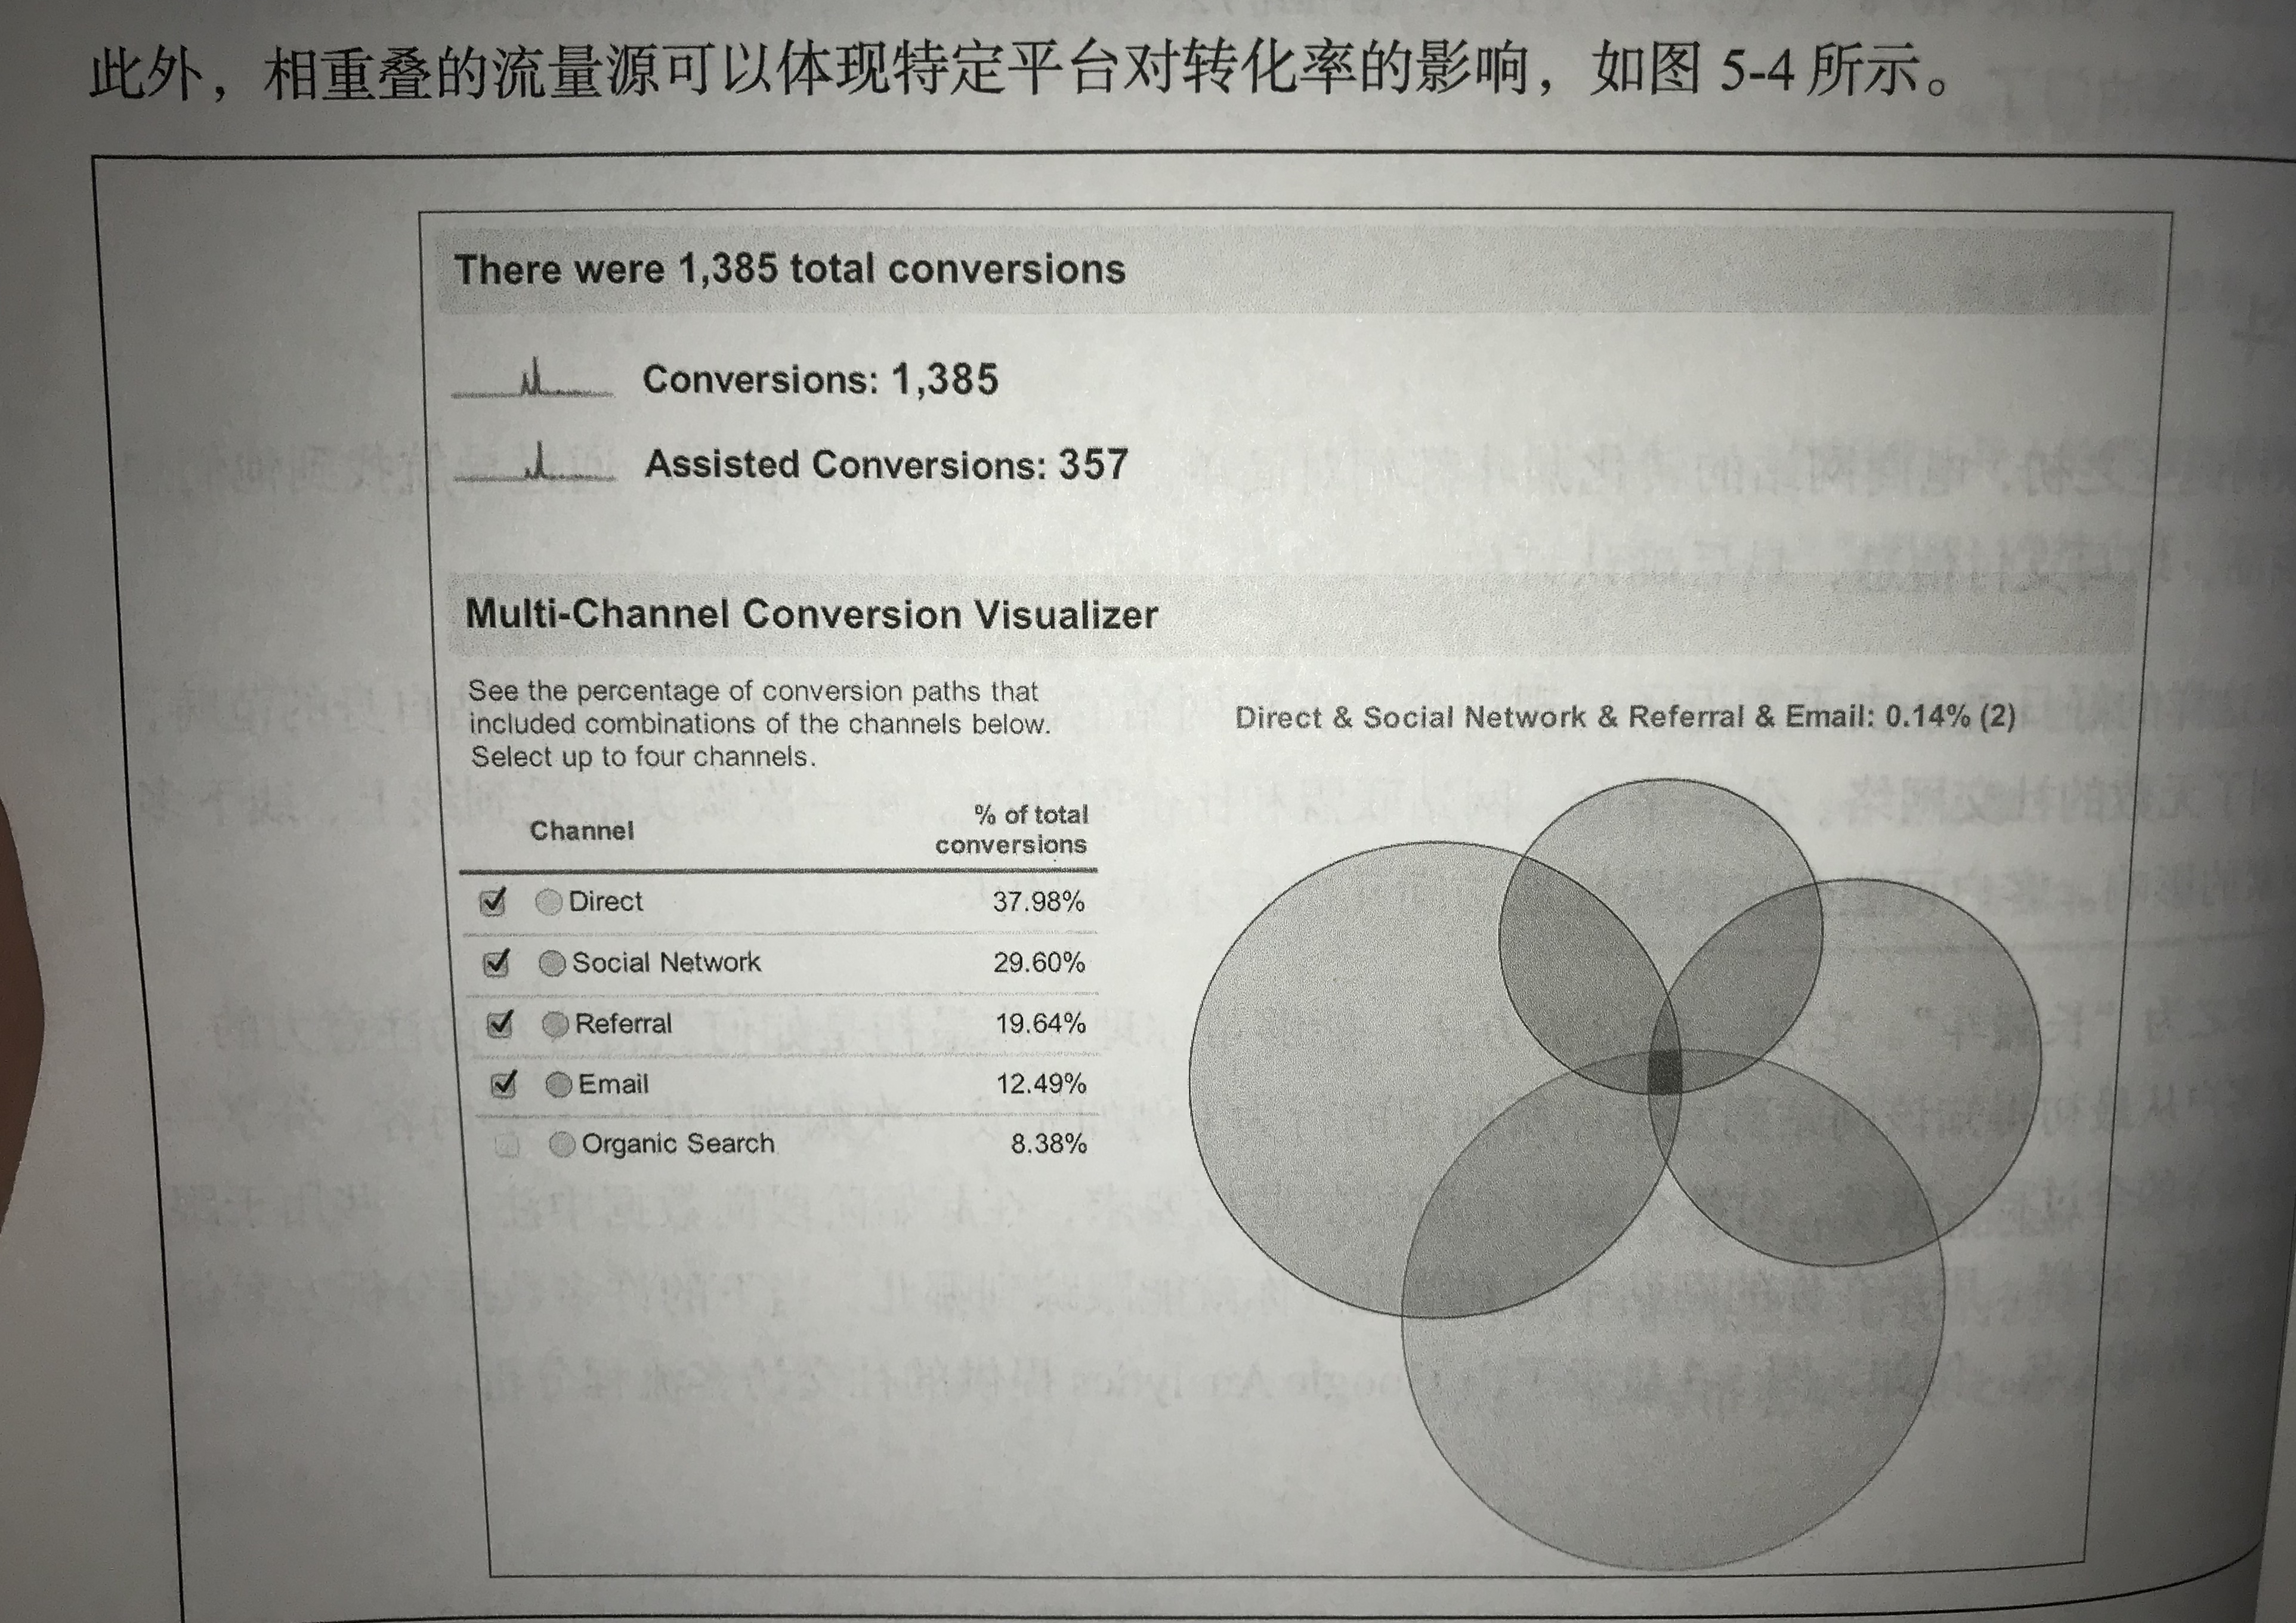 此外，相重叠的流量源可以体现特定平台对转化率的影响，如图 5-4 所示。
There were 1,385 total conversions
Conversions: 1,385
Assisted Conversions: 357
Multi-Channel Conversion Visualizer
See the percentage of conversion paths that
included combinations of the channels below.
Select up to four channels.
Direct & Social Network & Referral & Email: 0.14% (2)
Channel % of total
conversions
Direct 37.98%
Social Network 29.60%
Referral 19.64%
Email 12.49%
Organic Search 8.38%